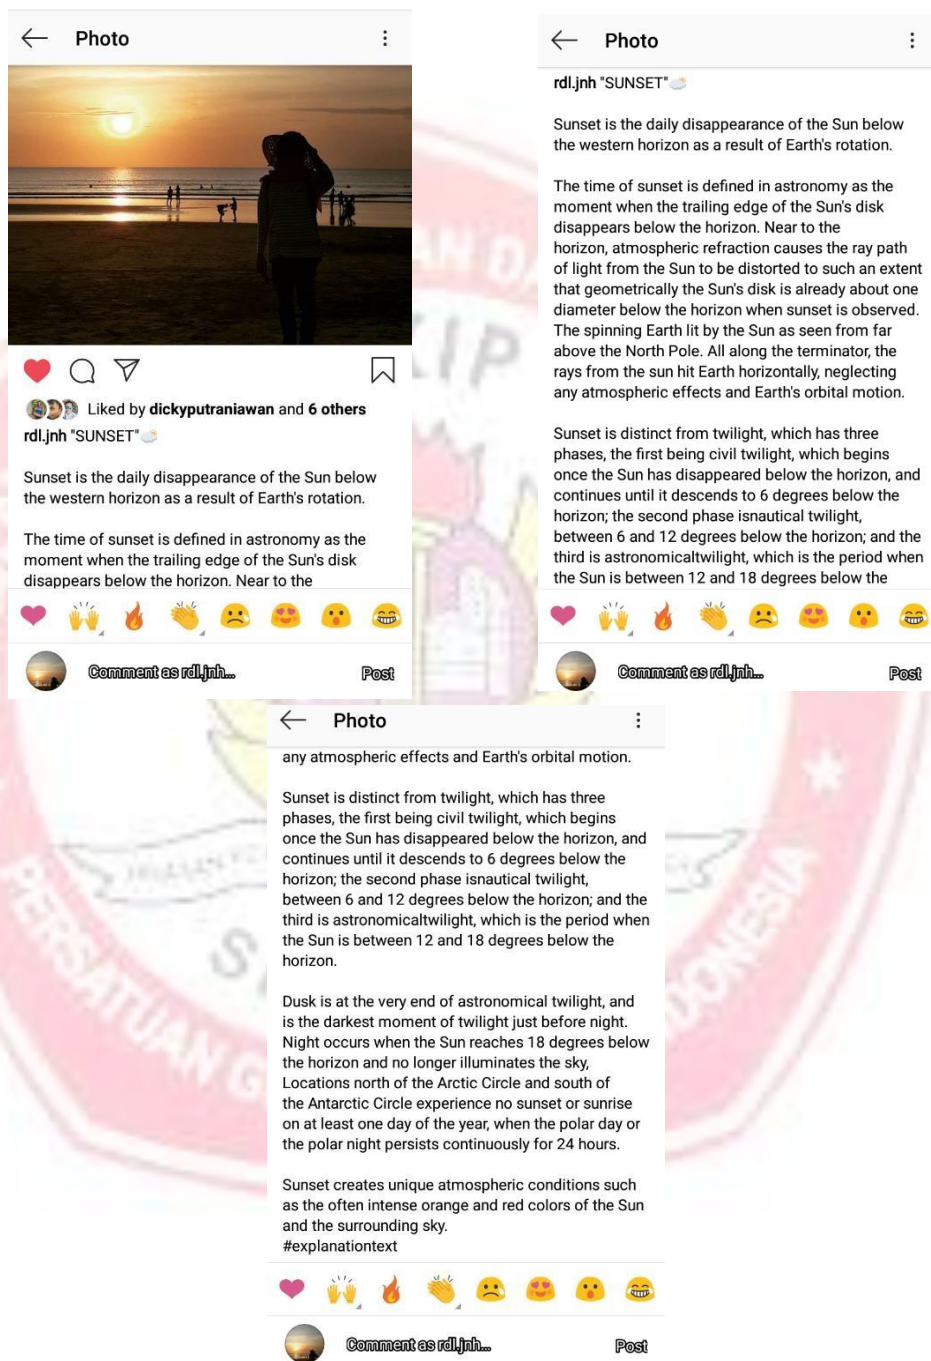 Photo
Liked by dickyputraniawan and 6 others
rdl.jnh "SUNSET"
Sunset is the daily disappearance of the Sun below
the western horizon as a result of Earth's rotation.
The time of sunset is defined in astronomy as the
moment when the trailing edge of the Sun's disk
disappears below the horizon. Near to the
Comment as rdl.jnh...
Post
Photo
rdl.jnh "SUNSET"
Sunset is the daily disappearance of the Sun below
the western horizon as a result of Earth's rotation.
The time of sunset is defined in astronomy as the
moment when the trailing edge of the Sun's disk
disappears below the horizon. Near to the
horizon, atmospheric refraction causes the ray path
of light from the Sun to be distorted to such an extent
that geometrically the Sun's disk is already about one
diameter below the horizon when sunset is observed.
The spinning Earth lit by the Sun as seen from far
above the North Pole. All along the terminator, the
rays from the sun hit Earth horizontally, neglecting
any atmospheric effects and Earth's orbital motion.
Sunset is distinct from twilight, which has three
phases, the first being civil twilight, which begins
once the Sun has disappeared below the horizon, and
continues until it descends to 6 degrees below the
horizon; the second phase isnautical twilight,
between 6 and 12 degrees below the horizon; and the
third is astronomicaltwilight, which is the period when
the Sun is between 12 and 18 degrees below the
Comment as rdl.jnh...
Post
Photo
any atmospheric effects and Earth's orbital motion.
Sunset is distinct from twilight, which has three
phases, the first being civil twilight, which begins
once the Sun has disappeared below the horizon, and
continues until it descends to 6 degrees below the
horizon; the second phase isnautical twilight,
between 6 and 12 degrees below the horizon; and the
third is astronomicaltwilight, which is the period when
the Sun is between 12 and 18 degrees below the
horizon.
Dusk is at the very end of astronomical twilight, and
is the darkest moment of twilight just before night.
Night occurs when the Sun reaches 18 degrees below
the horizon and no longer illuminates the sky,
Locations north of the Arctic Circle and south of
the Antarctic Circle experience no sunset or sunrise
on at least one day of the year, when the polar day or
the polar night persists continuously for 24 hours.
Sunset creates unique atmospheric conditions such
as the often intense orange and red colors of the Sun
and the surrounding sky.
#explanationtext
Comment as rdl.jnh...
Post
PERSATUAN G